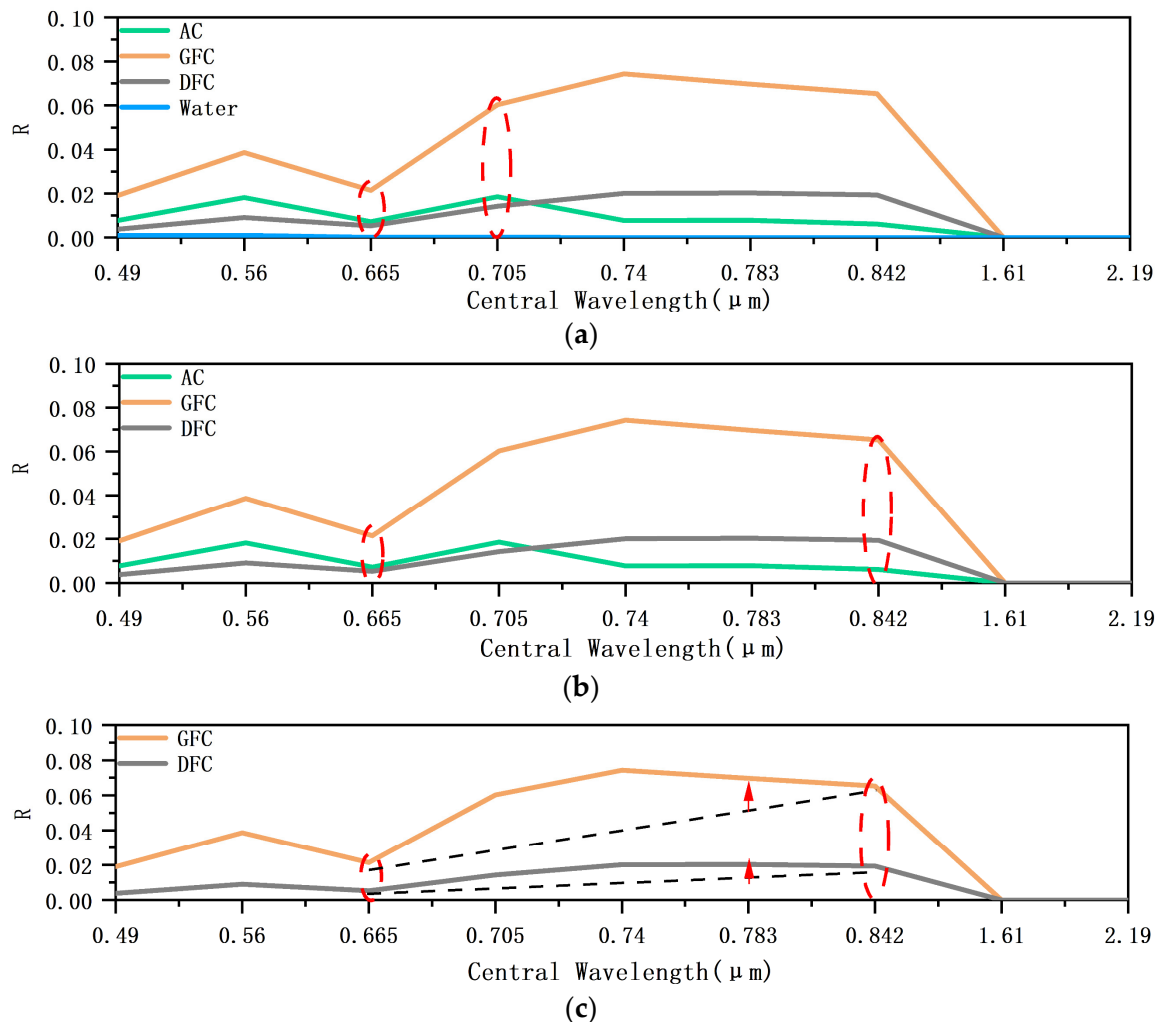 0.10
0.08
0.06
0.04
0.02
0.00
R
AC
GFC
DFC
Water
0.49 0.56 0.665 0.705 0.74 0.783 0.842 1.61 2.19
Central Wavelength(μm)
(a)
0.10
0.08
0.06
0.04
0.02
0.00
R
AC
GFC
DFC
0.49 0.56 0.665 0.705 0.74 0.783 0.842 1.61 2.19
Central Wavelength(μm)
(b)
0.10
0.08
0.06
0.04
0.02
0.00
R
GFC
DFC
0.49 0.56 0.665 0.705 0.74 0.783 0.842 1.61 2.19
Central Wavelength(μm)
(c)